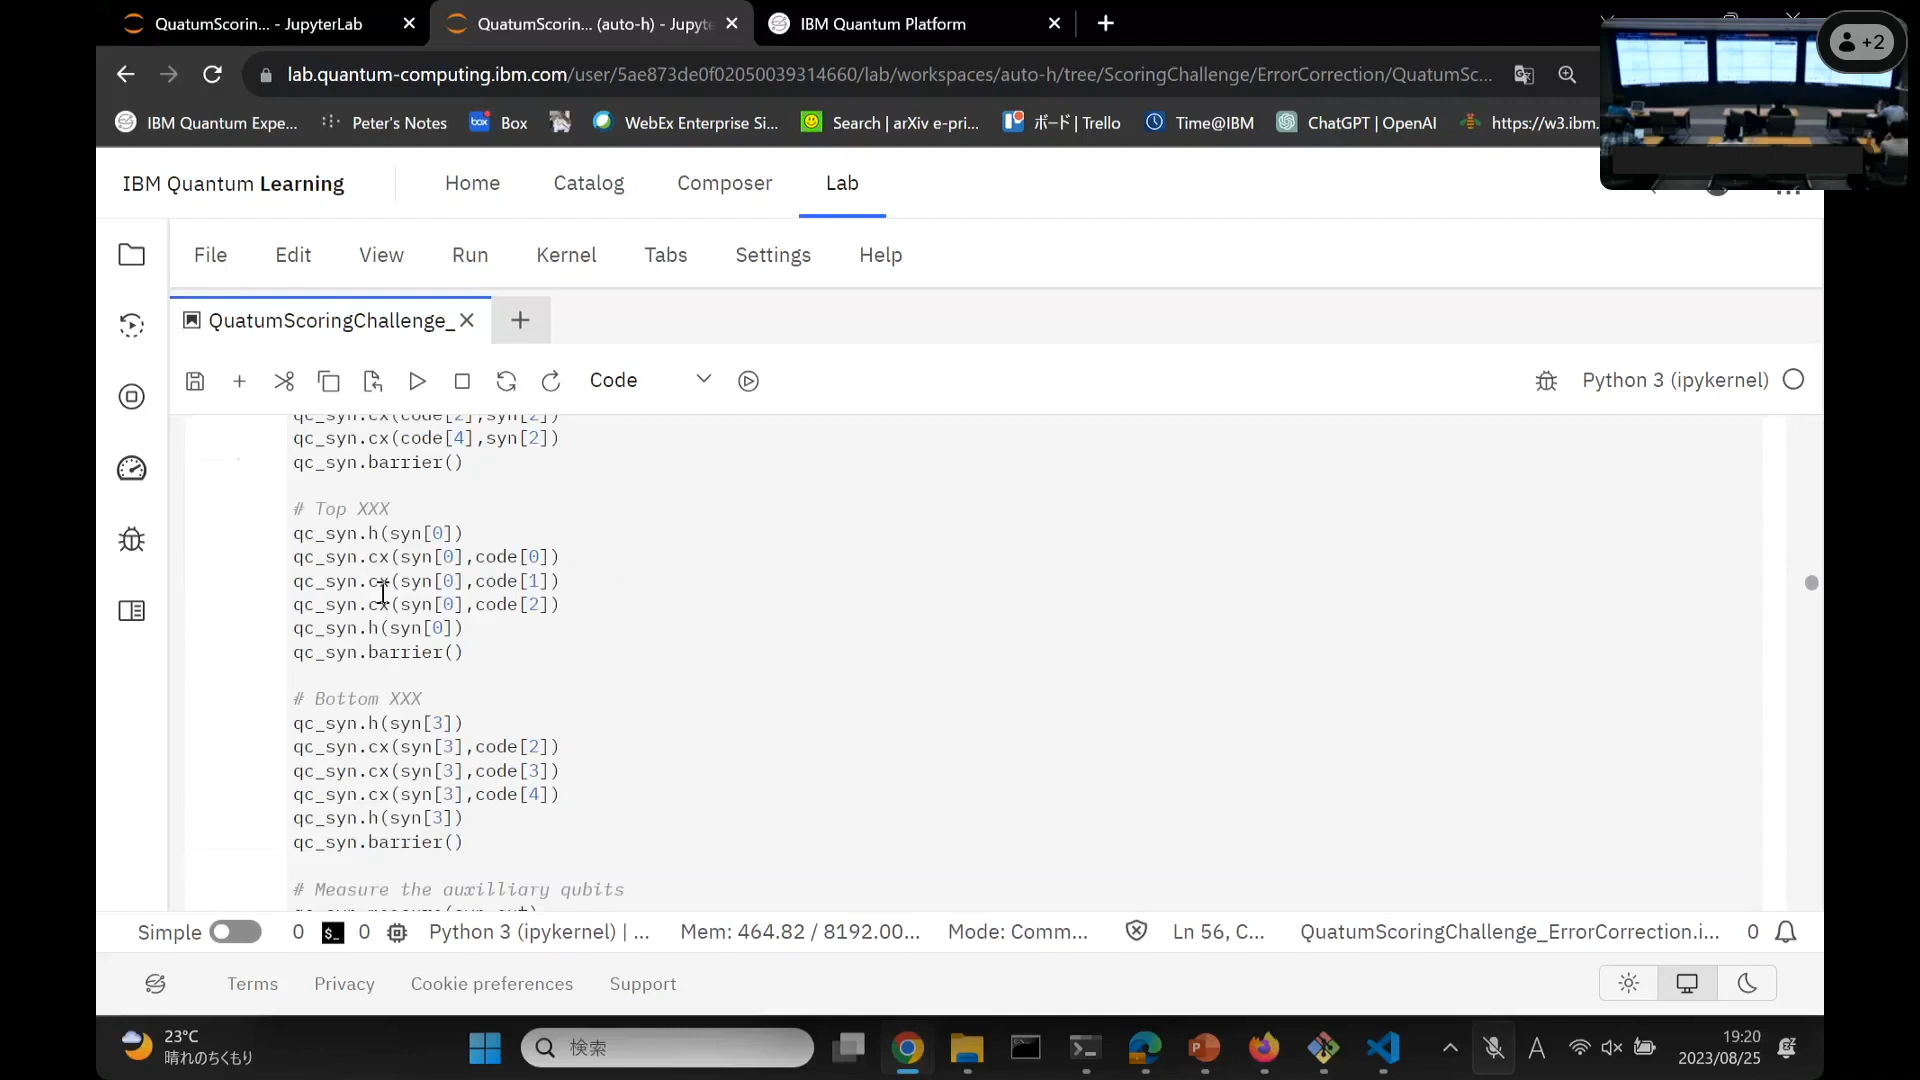 QuatumScorin... - JupyterLab
QuatumScorin... (auto-h) - Jupyte
IBM Quantum Platform
lab.quantum-computing.ibm.com/user/5ae873de0f02050039314660/lab/workspaces/auto-h/tree/ScoringChallenge/ErrorCorrection/QuatumSc...
+2
IBM Quantum Expe...
Peter's Notes
Box
WebEx Enterprise Si...
Search | arXiv e-pri...
ボード | Trello
Time@IBM
ChatGPT | OpenAI
https://w3.ibm.
IBM Quantum Learning
Home
Catalog
Composer
Lab
File
Edit
View
Run
Kernel
Tabs
Settings
Help
QuatumScoringChallenge_
Code
Python 3 (ipykernel)
qc_syn.cx(code[2],syn[2])
qc_syn.cx(code[4],syn[2])
qc_syn.barrier()
# Top XXX
qc_syn.h(syn[0])
qc_syn.cx(syn[0],code[0])
qc_syn.cx(syn[0],code[1])
qc_syn.cx(syn[0],code[2])
qc_syn.h(syn[0])
qc_syn.barrier()
# Bottom XXX
qc_syn.h(syn[3])
qc_syn.cx(syn[3],code[2])
qc_syn.cx(syn[3],code[3])
qc_syn.cx(syn[3],code[4])
qc_syn.h(syn[3])
qc_syn.barrier()
# Measure the auxilliary qubits
Simple
0
$_
0
Python 3 (ipykernel) | ...
Mem: 464.82 / 8192.00...
Mode: Comm...
Ln 56, C...
QuatumScoringChallenge_ErrorCorrection.i...
0
Terms
Privacy
Cookie preferences
Support
23°C
晴れのちくもり
検索
A
19:20
2023/08/25